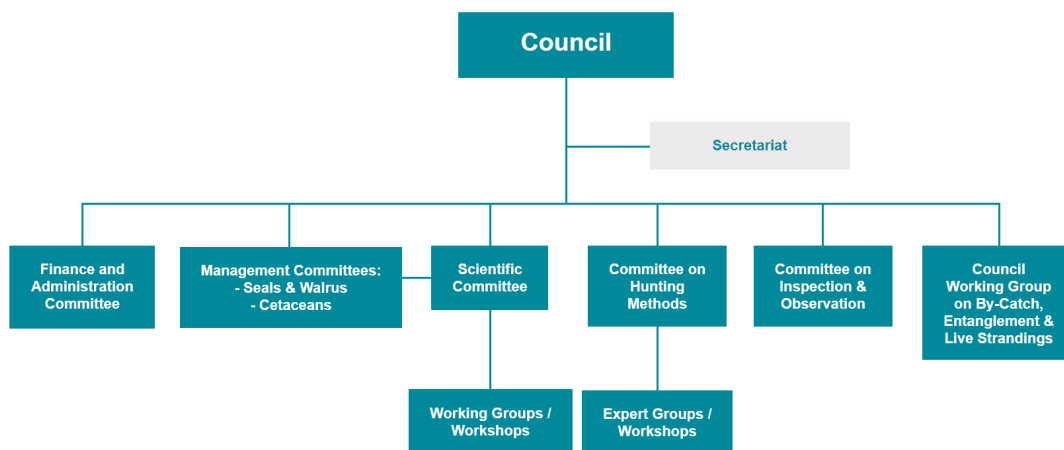 Council
Secretariat
Finance and
Administration
Committee
Management Committees:
- Seals & Walrus
- Cetaceans
Scientific
Committee
Committee on
Hunting
Methods
Committee on
Inspection &
Observation
Council
Working Group
on By-Catch,
Entanglement &
Live Strandings
Working Groups /
Workshops
Expert Groups /
Workshops